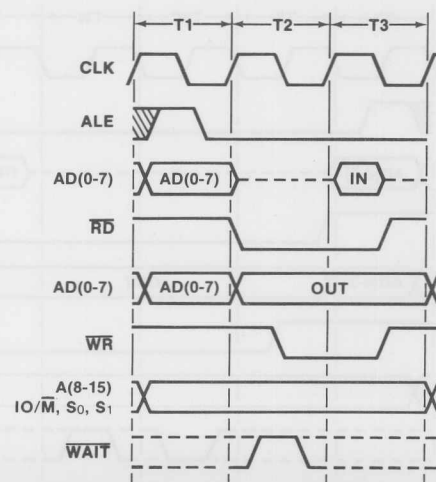 T1 T2 T3
CLK
ALE
AD(0-7) AD(0-7) IN
RD
AD(0-7) AD(0-7) OUT
WR
A(8-15)
IO/M, S0, S1
WAIT